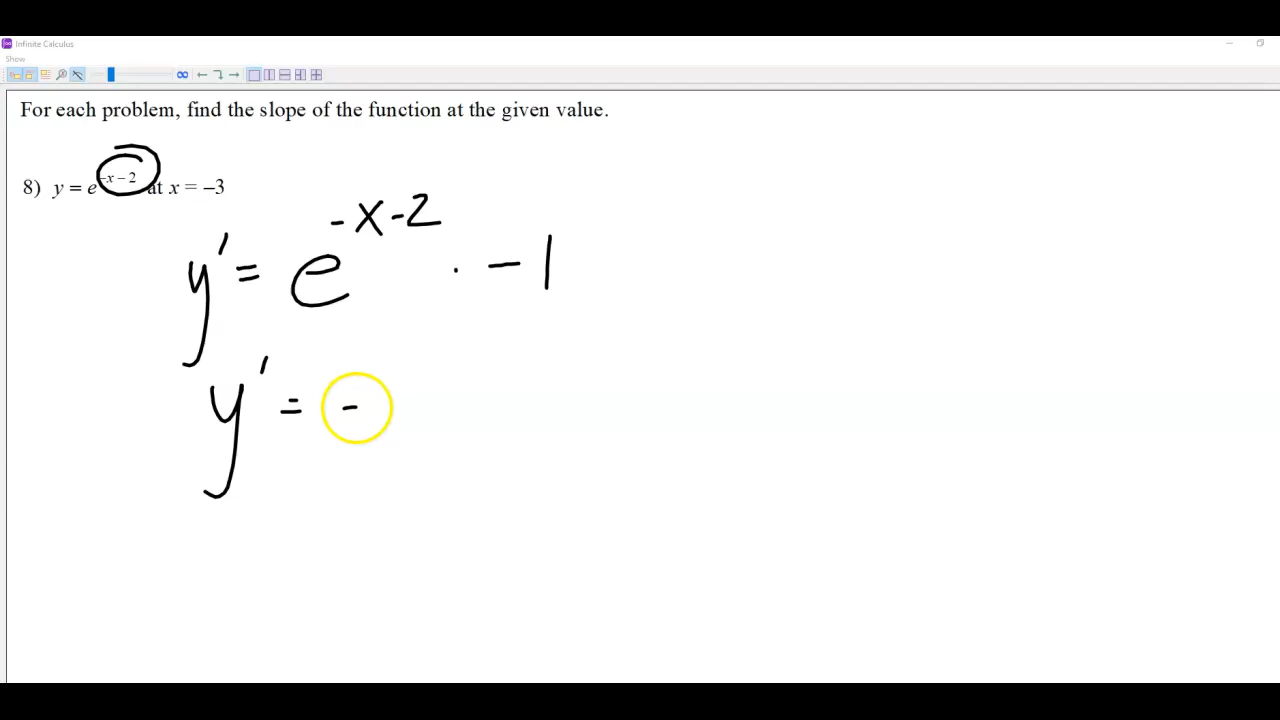 Infinite Calculus
Show
For each problem, find the slope of the function at the given value.
8) y = e^{-x – 2} at x = –3
y' = e^{-x-2} · -1
y' = -